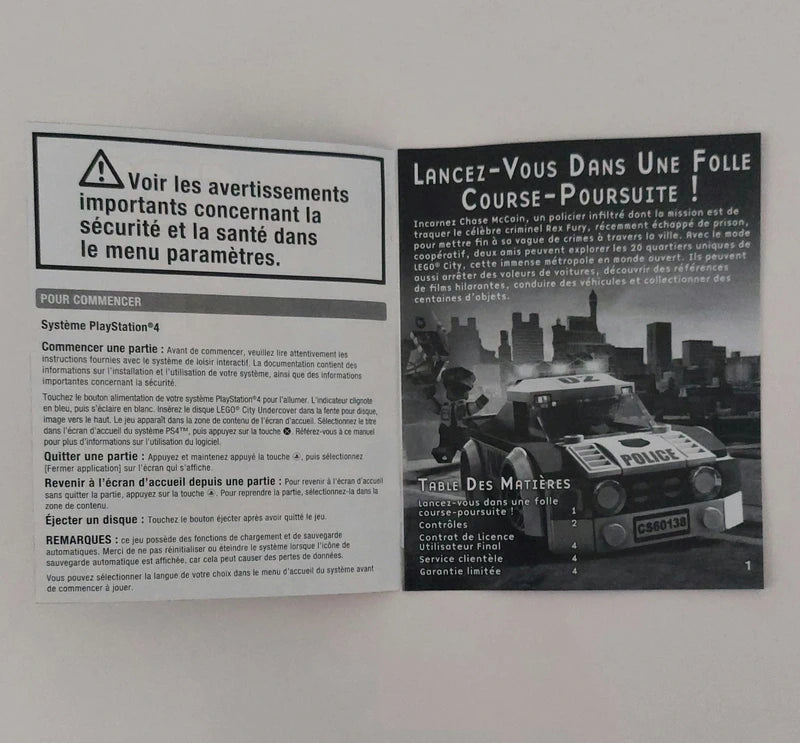 Voir les avertissements
importants concernant la
sécurité et la santé dans
le menu paramètres.
POUR COMMENCER
Système PlayStation®4
Commencer une partie : Avant de commencer, veuillez lire attentivement les
instructions fournies avec le système de loisir interactif. La documentation contient des
informations sur l'installation et l'utilisation de votre système, ainsi que des informations
importantes concernant la sécurité.
Touchez le bouton alimentation de votre système PlayStation®4 pour l'allumer. L'indicateur clignote
en bleu, puis s'éclaire en blanc. Insérez le disque LEGO® City Undercover dans la fente pour disque,
image vers le haut. Le jeu apparaît dans la zone de contenu de l'écran d'accueil. Sélectionnez le titre
dans l'écran d'accueil du système PS4™, puis appuyez sur la touche ⊗. Référez-vous à ce manuel
pour plus d'informations sur l'utilisation du logiciel.
Quitter une partie : Appuyez et maintenez appuyé la touche , puis sélectionnez
[Fermer application] sur l'écran qui s'affiche.
Revenir à l'écran d'accueil depuis une partie : Pour revenir à l'écran d'accueil
sans quitter la partie, appuyez sur la touche . Pour reprendre la partie, sélectionnez-la dans la
zone de contenu.
Éjecter un disque : Touchez le bouton éjecter après avoir quitté le jeu.
REMARQUES : ce jeu possède des fonctions de chargement et de sauvegarde
automatiques. Merci de ne pas réinitialiser ou éteindre le système lorsque l'icône de
sauvegarde automatique est affichée, car cela peut causer des pertes de données.
Vous pouvez sélectionner la langue de votre choix dans le menu d'accueil du système avant
de commencer à jouer.
Lancez-Vous Dans Une Folle
Course-Poursuite !
Incarnez Chase McCain, un policier infiltré dont la mission est de
traquer le célèbre criminel Rex Fury, récemment échappé de prison,
pour mettre fin à sa vague de crimes à travers la ville. Avec le mode
coopératif, deux amis peuvent explorer les 20 quartiers uniques de
LEGO® City, cette immense métropole en monde ouvert. Ils peuvent
aussi arrêter des voleurs de voitures, découvrir des références
de films hilarantes, conduire des véhicules et collectionner des
centaines d'objets.
02
POLICE
CS60138
Table Des Matières
Lancez-vous dans une folle
course-poursuite ! 1
Contrôles 2
Contrat de Licence
Utilisateur Final 4
Service clientèle 4
Garantie limitée 4
1